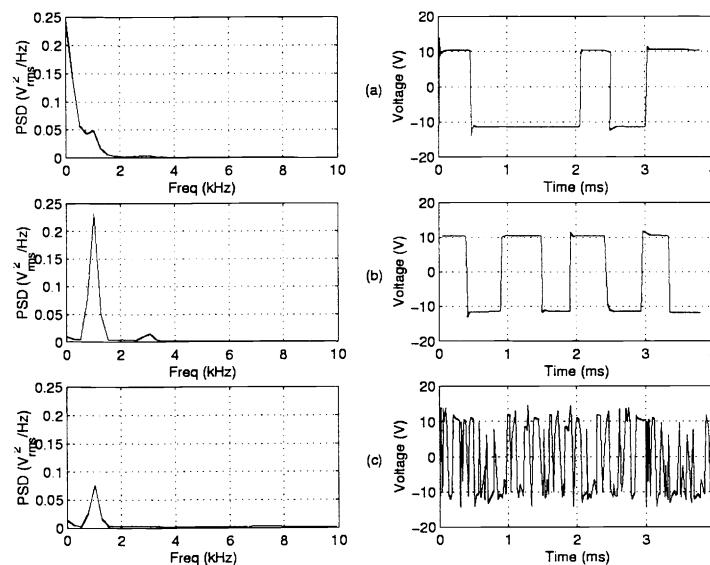 0.25
0.2
0.15
0.1
0.05
0
PSD (V²rms/Hz)
0 2 4 6 8 10
Freq (kHz)
(a)
20
10
0
−10
−20
Voltage (V)
0 1 2 3
Time (ms)
0.25
0.2
0.15
0.1
0.05
0
PSD (V²rms/Hz)
0 2 4 6 8 10
Freq (kHz)
(b)
20
10
0
−10
−20
Voltage (V)
0 1 2 3
Time (ms)
0.25
0.2
0.15
0.1
0.05
0
PSD (V²rms/Hz)
0 2 4 6 8 10
Freq (kHz)
(c)
20
10
0
−10
−20
Voltage (V)
0 1 2 3
Time (ms)